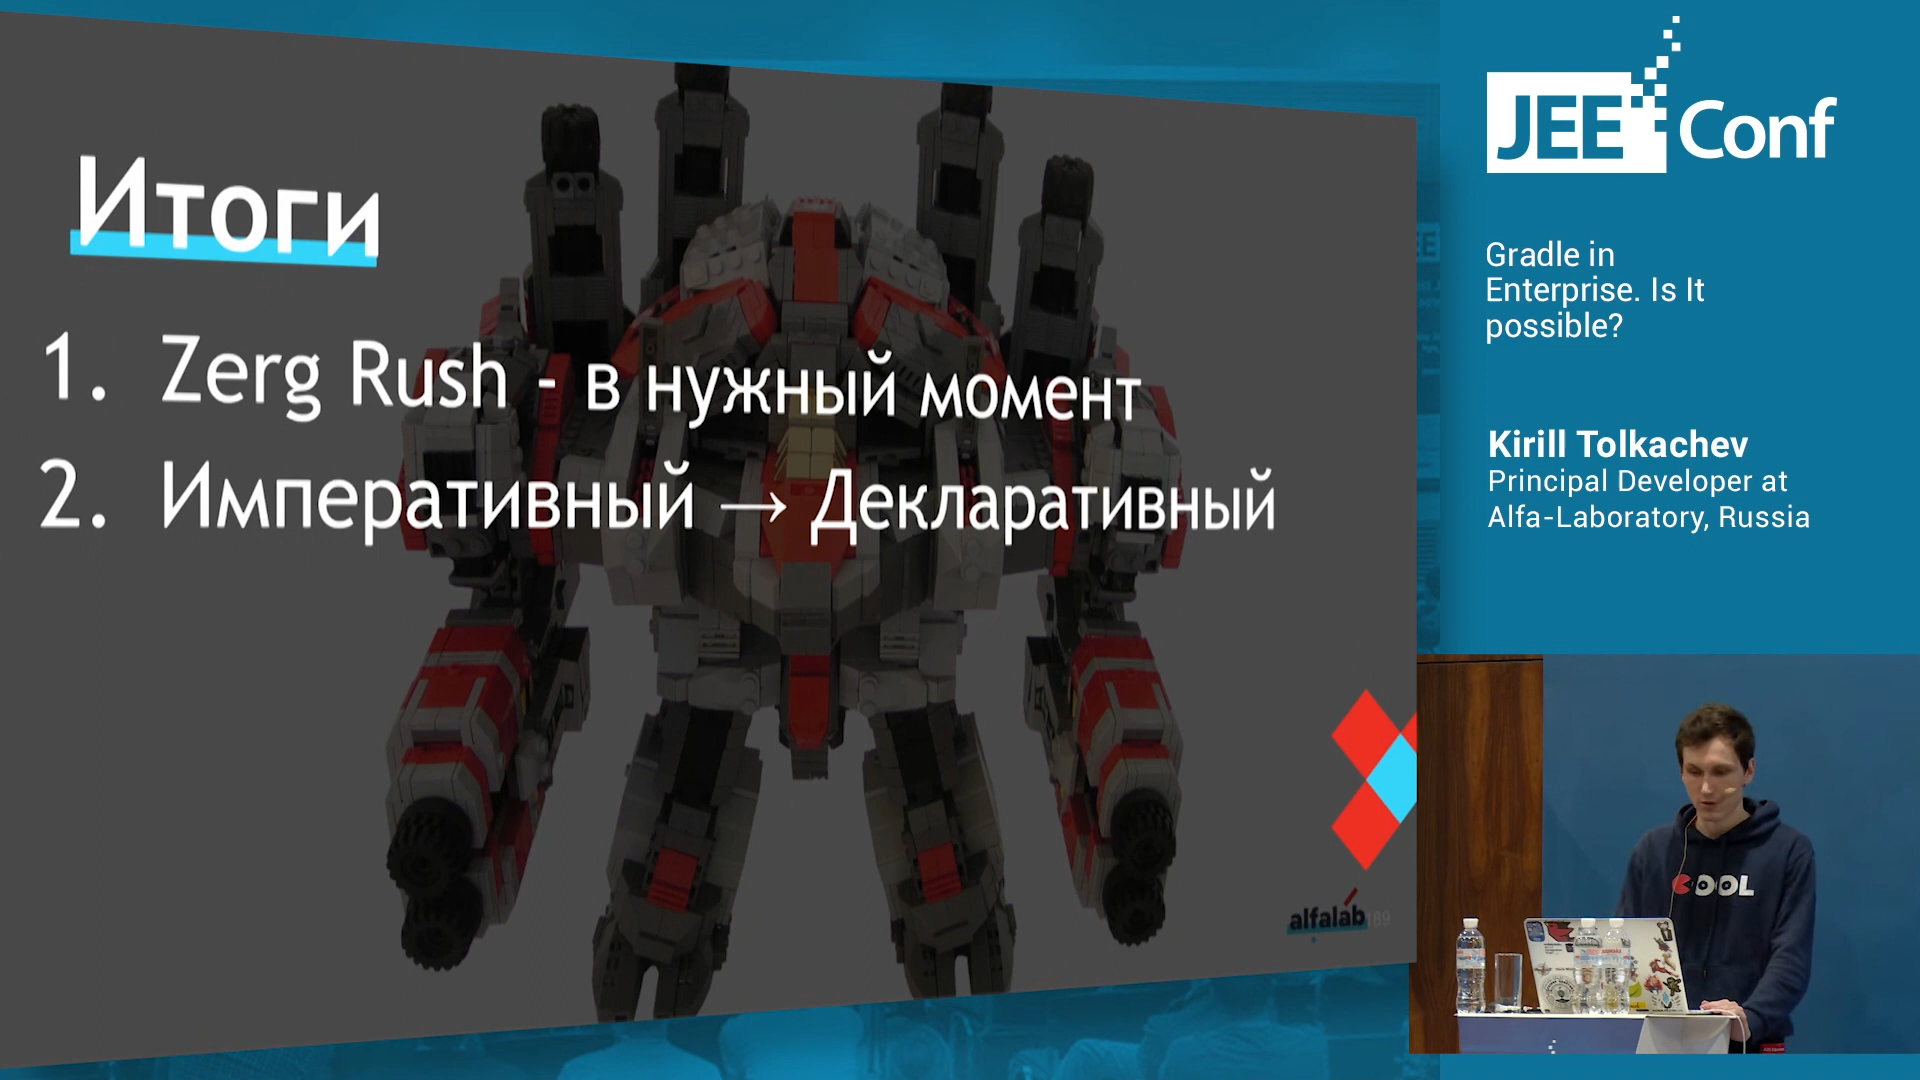 Итоги
1. Zerg Rush - в нужный момент
2. Императивный → Декларативный
alfalab 169
JEE Conf
Gradle in
Enterprise. Is It
possible?
Kirill Tolkachev
Principal Developer at
Alfa-Laboratory, Russia
COOL